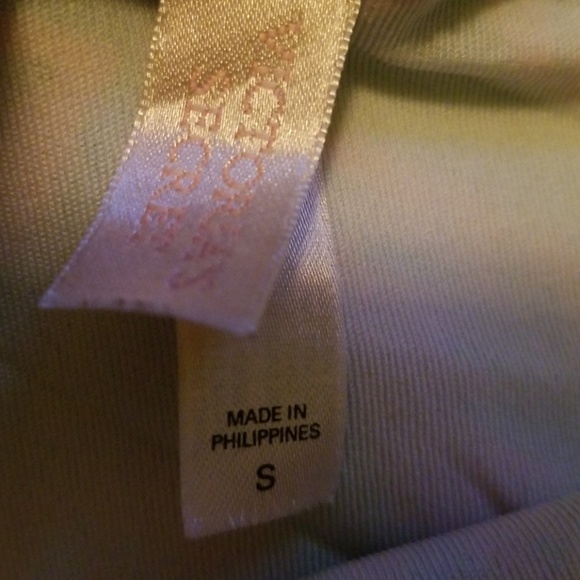 VICTORIA'S
SECRET
MADE IN
PHILIPPINES
S